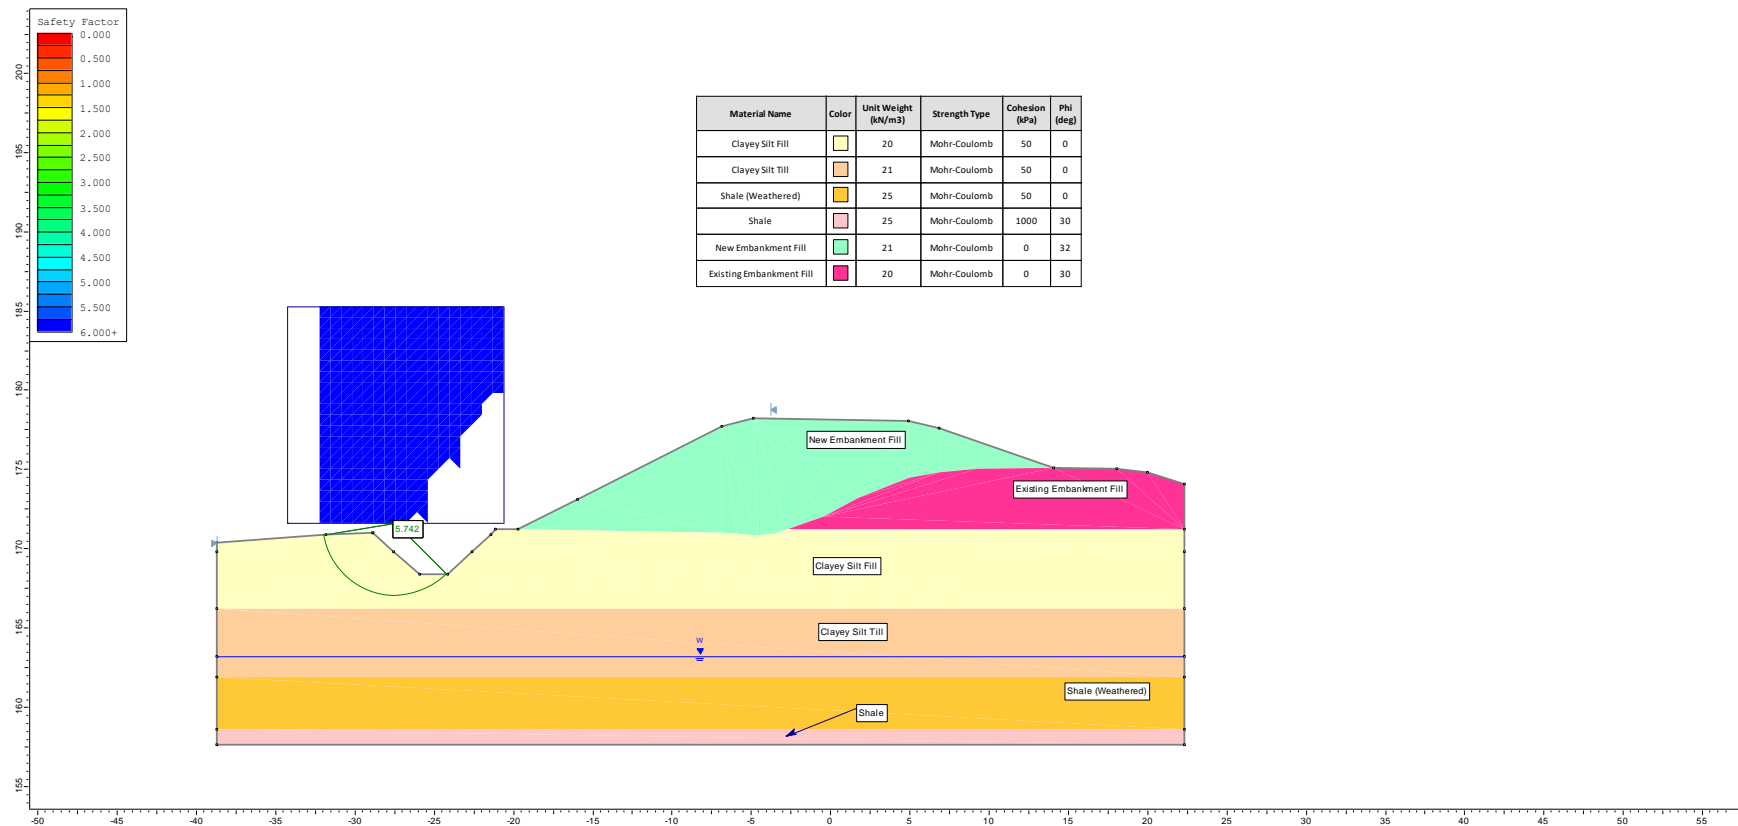 Safety Factor
0.000
0.500
1.000
1.500
2.000
2.500
3.000
3.500
4.000
4.500
5.000
5.500
6.000+
Material Name Color Unit Weight (kN/m3) Strength Type Cohesion (kPa) Phi (deg)
Clayey Silt Fill 20 Mohr-Coulomb 50 0
Clayey Silt Till 21 Mohr-Coulomb 50 0
Shale (Weathered) 25 Mohr-Coulomb 50 0
Shale 25 Mohr-Coulomb 1000 30
New Embankment Fill 21 Mohr-Coulomb 0 32
Existing Embankment Fill 20 Mohr-Coulomb 0 30
New Embankment Fill
Existing Embankment Fill
5.742
Clayey Silt Fill
Clayey Silt Till
W
Shale (Weathered)
Shale
200
195
190
185
180
175
170
165
160
155
-50 -45 -40 -35 -30 -25 -20 -15 -10 -5 0 5 10 15 20 25 30 35 40 45 50 55